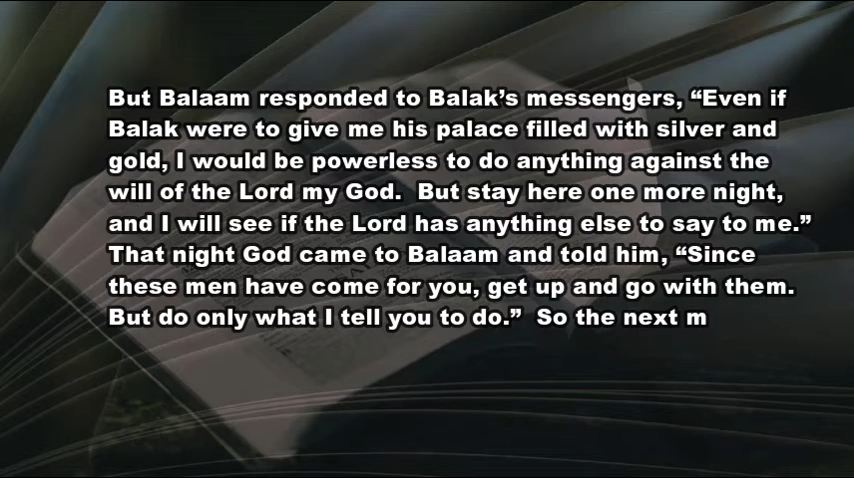 But Balaam responded to Balak’s messengers, “Even if
Balak were to give me his palace filled with silver and
gold, I would be powerless to do anything against the
will of the Lord my God.  But stay here one more night,
and I will see if the Lord has anything else to say to me.”
That night God came to Balaam and told him, “Since
these men have come for you, get up and go with them.
But do only what I tell you to do.”  So the next m